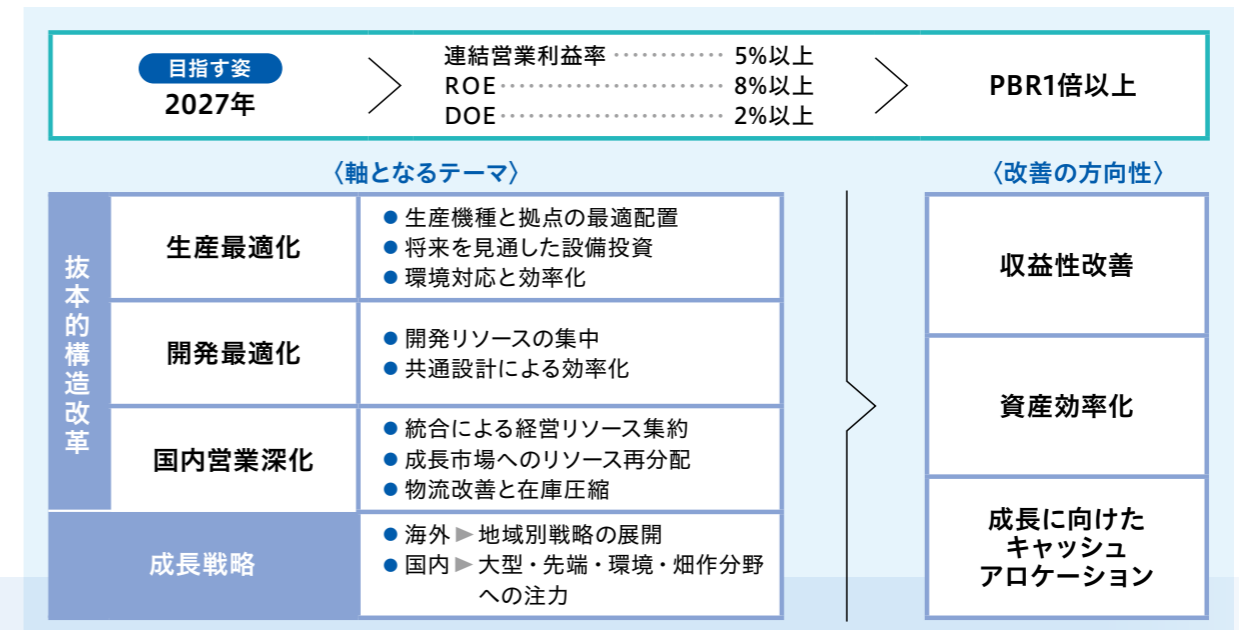 目指す姿
2027年
連結営業利益率 ………… 5%以上
ROE …………………… 8%以上
DOE …………………… 2%以上
PBR1倍以上
〈軸となるテーマ〉
〈改善の方向性〉
抜本的構造改革
生産最適化
● 生産機種と拠点の最適配置
● 将来を見通した設備投資
● 環境対応と効率化
開発最適化
● 開発リソースの集中
● 共通設計による効率化
国内営業深化
● 統合による経営リソース集約
● 成長市場へのリソース再分配
● 物流改善と在庫圧縮
成長戦略
● 海外▶地域別戦略の展開
● 国内▶大型・先端・環境・畑作分野
への注力
収益性改善
資産効率化
成長に向けた
キャッシュ
アロケーション